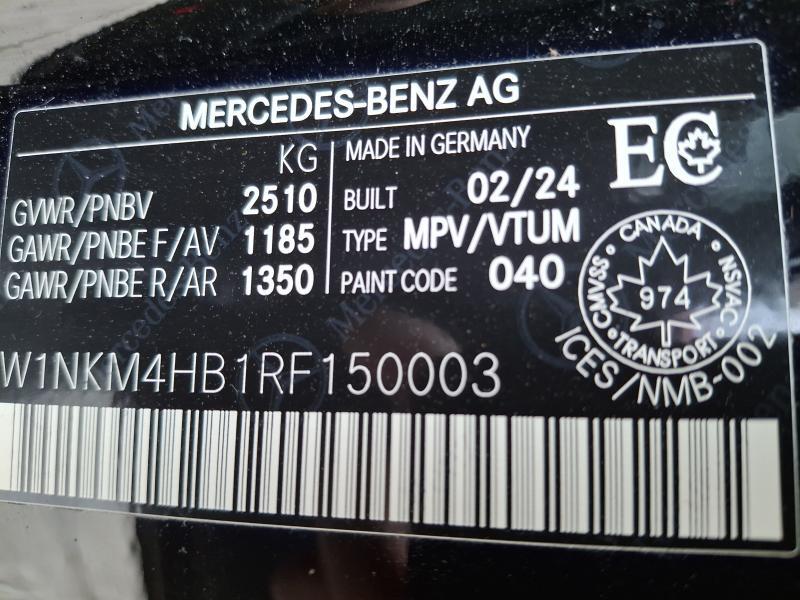 MERCEDES-BENZ AG
KG
GVWR/PNBV 2510
GAWR/PNBE F/AV 1185
GAWR/PNBE R/AR 1350
MADE IN GERMANY
BUILT 02/24
TYPE MPV/VTUM
PAINT CODE 040
EC
CANADA
CMVSS NSVAC
974
TRANSPORT
ICES/NMB-002
W1NKM4HB1RF150003